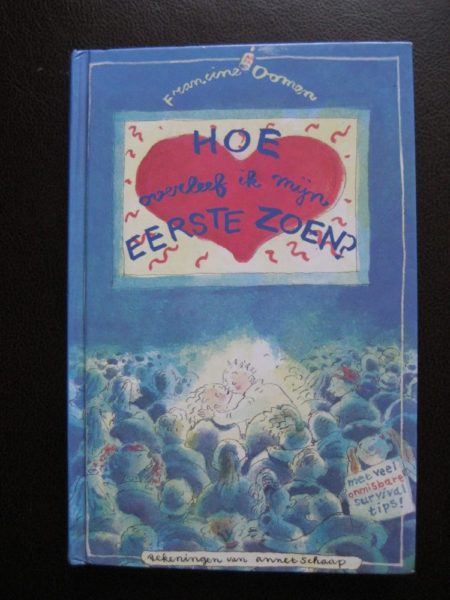 Francine Oomen
HOE
overleef ik mijn
EERSTE ZOEN?
met veel
onmisbare
survival
tips!
tekeningen van annet schaap